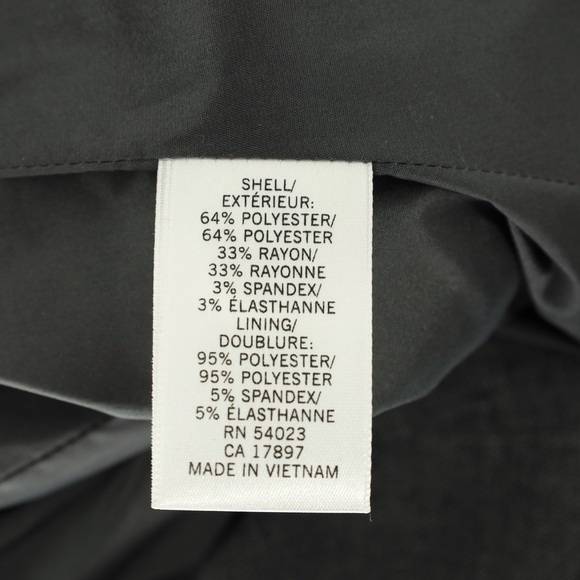 SHELL/
EXTÉRIEUR:
64% POLYESTER/
64% POLYESTER
33% RAYON/
33% RAYONNE
3% SPANDEX/
3% ÉLASTHANNE
LINING/
DOUBLURE:
95% POLYESTER/
95% POLYESTER
5% SPANDEX/
5% ÉLASTHANNE
RN 54023
CA 17897
MADE IN VIETNAM